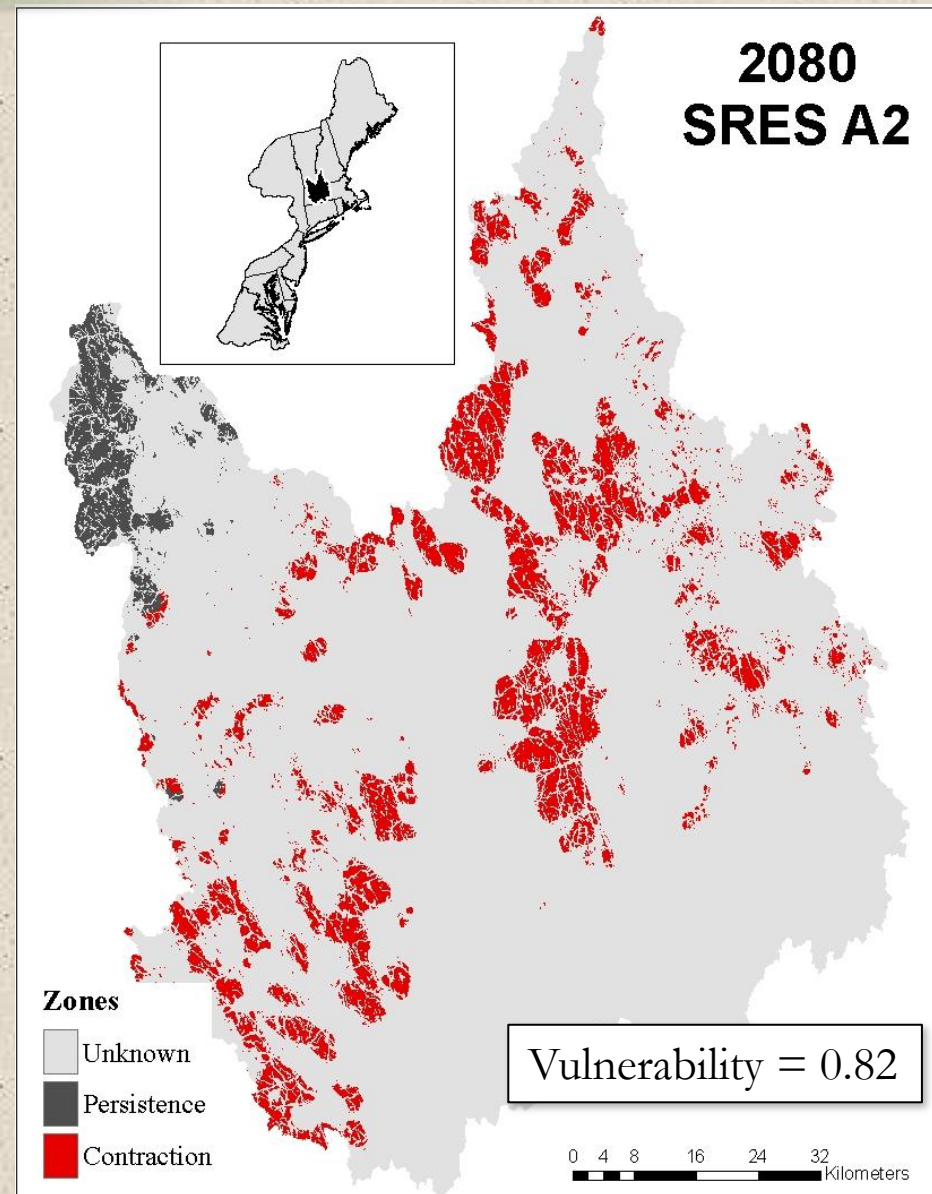 2080
SRES A2
Zones
Unknown
Persistence
Contraction
Vulnerability = 0.82
0 4 8 16 24 32
Kilometers